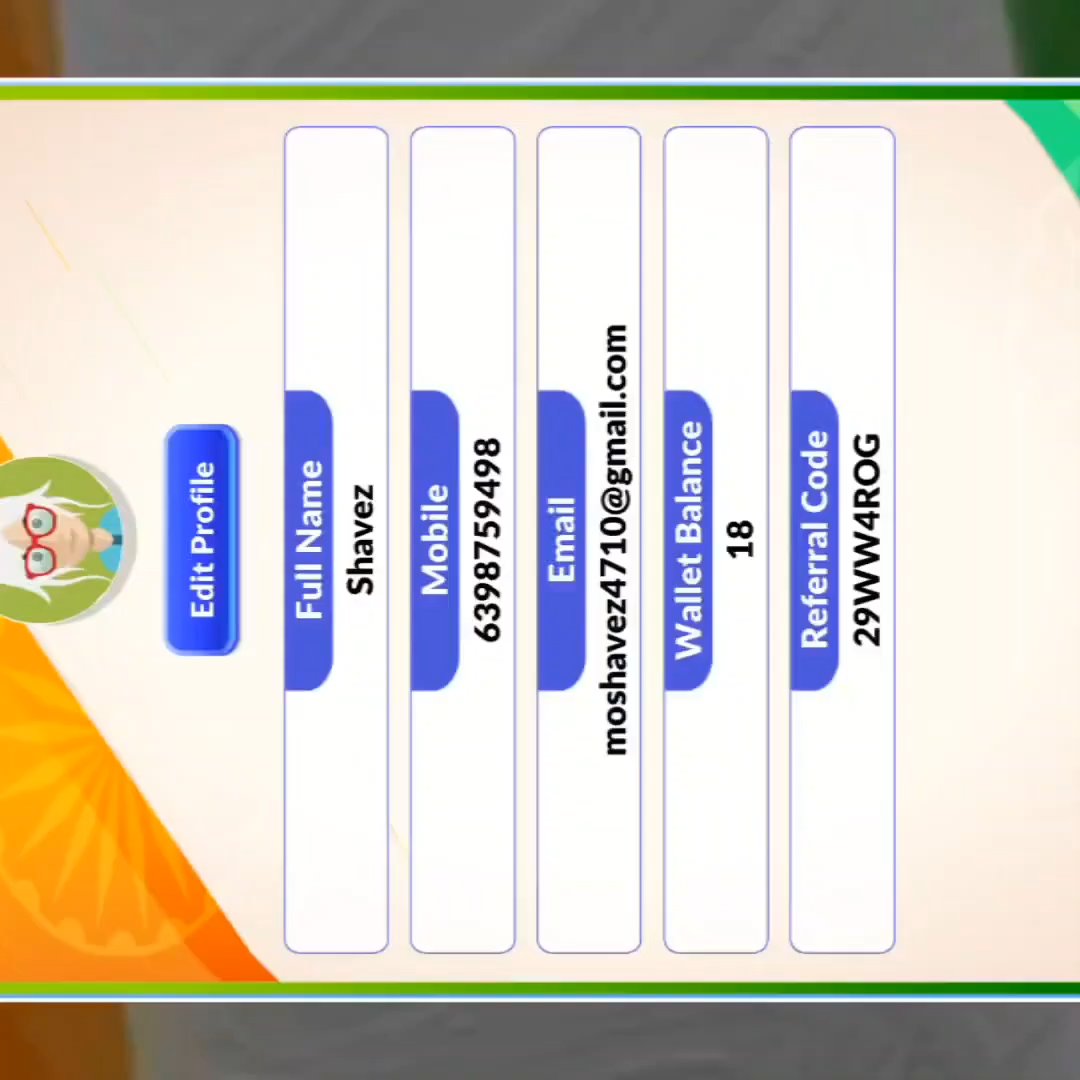 Edit Profile
Full Name
Shavez
Mobile
6398759498
Email
moshavez4710@gmail.com
Wallet Balance
18
Referral Code
29WW4ROG